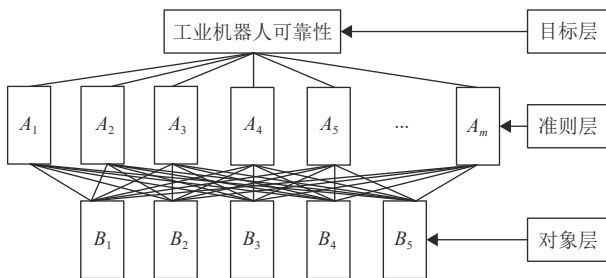 工业机器人可靠性 目标层
A₁ A₂ A₃ A₄ A₅ ... Aₘ 准则层
B₁ B₂ B₃ B₄ B₅ 对象层